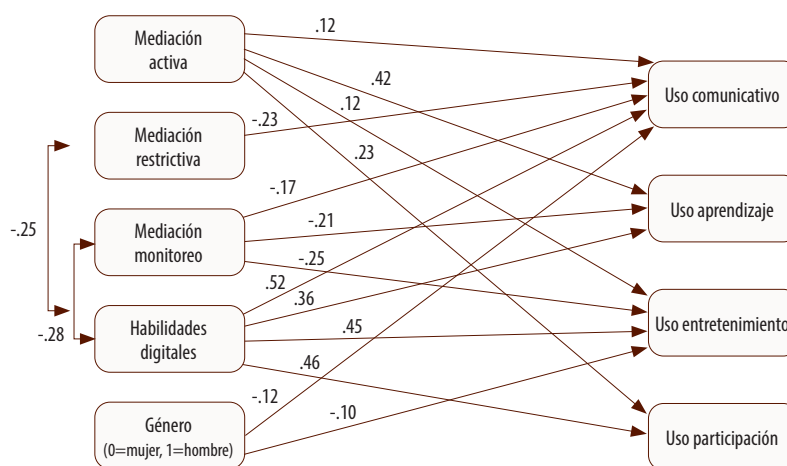 Mediación
activa
Mediación
restrictiva
Mediación
monitoreo
Habilidades
digitales
Género
(0=mujer, 1=hombre)
-.25
-.28
.12
.42
.12
.23
-.23
-.17
-.21
-.25
.52
.36
.45
.46
-.12
-.10
Uso comunicativo
Uso aprendizaje
Uso entretenimiento
Uso participación